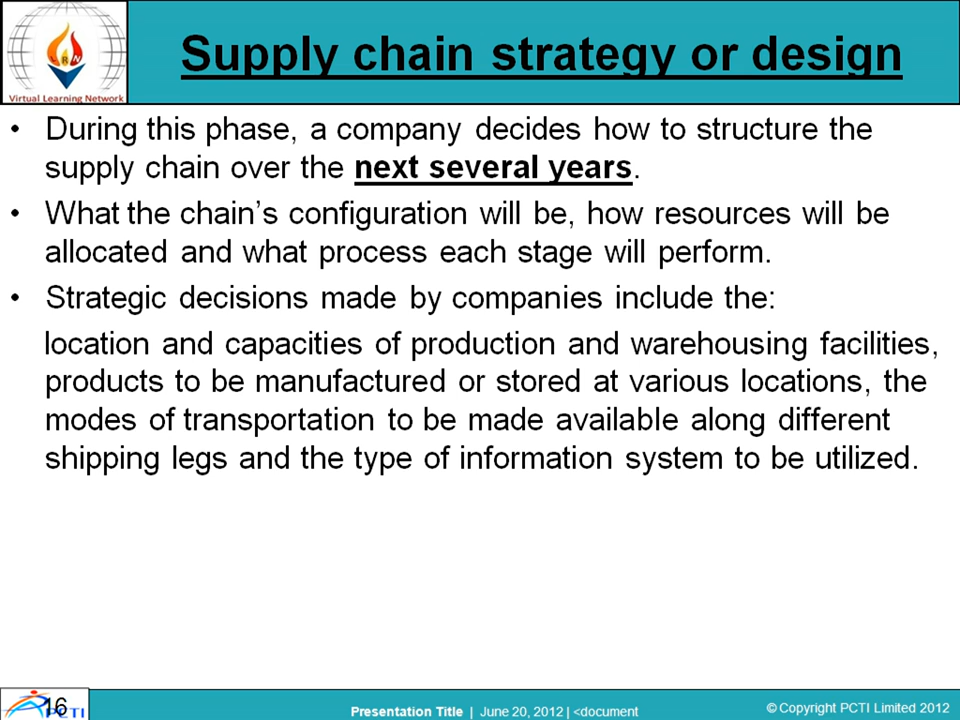 Supply chain strategy or design
RN
Virtual Learning Network
• During this phase, a company decides how to structure the
supply chain over the next several years.
• What the chain’s configuration will be, how resources will be
allocated and what process each stage will perform.
• Strategic decisions made by companies include the:
location and capacities of production and warehousing facilities,
products to be manufactured or stored at various locations, the
modes of transportation to be made available along different
shipping legs and the type of information system to be utilized.
16
PCTI
Presentation Title | June 20, 2012 | <document
© Copyright PCTI Limited 2012